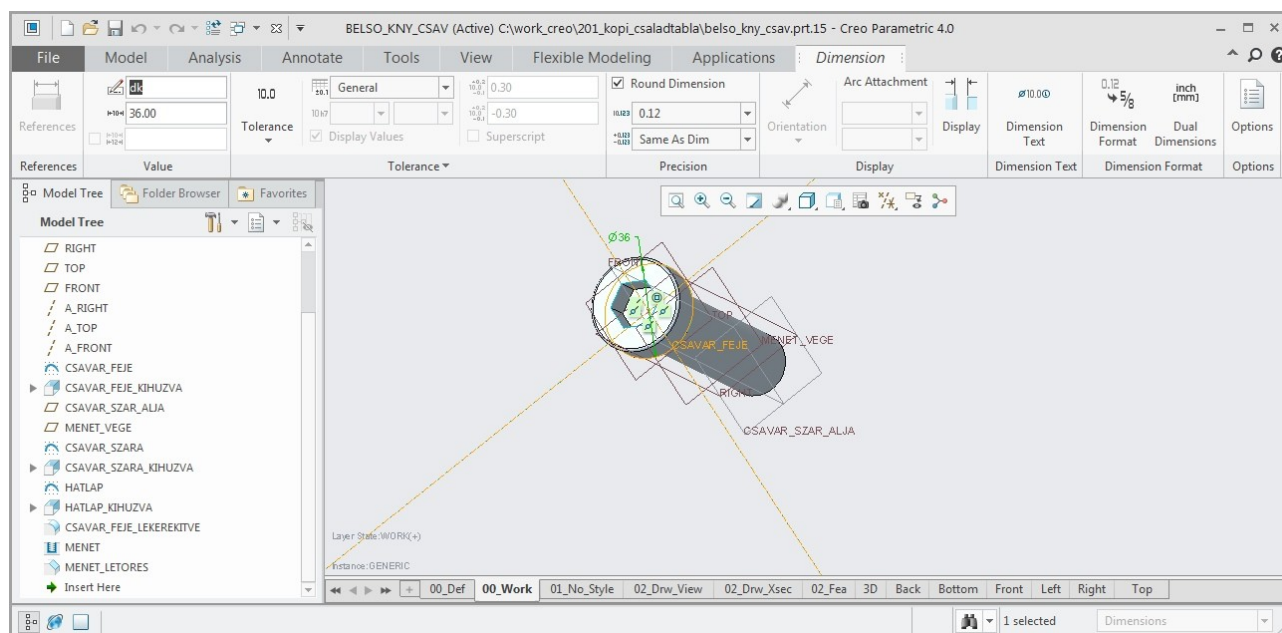 BELSO_KNY_CSAV (Active) C:\work_creo\201_kopi_csaladtabla\belso_kny_csav.prt.15 - Creo Parametric 4.0
File Model Analysis Annotate Tools View Flexible Modeling Applications Dimension
dk
36.00
References
10.0
Tolerance
General
Display Values
0.30
-0.30
Superscript
Round Dimension
0.12
Same As Dim
Orientation
Arc Attachment
Display
Ø10.00
Dimension Text
0.12
5/8
Dimension Format
inch
[mm]
Dual Dimensions
Options
References Value Tolerance Precision Display Dimension Text Dimension Format Options
Model Tree Folder Browser Favorites
Model Tree
RIGHT
TOP
FRONT
A_RIGHT
A_TOP
A_FRONT
CSAVAR_FEJE
CSAVAR_FEJE_KIHUZVA
CSAVAR_SZAR_ALJA
MENET_VEGE
CSAVAR_SZARA
CSAVAR_SZARA_KIHUZVA
HATLAP
HATLAP_KIHUZVA
CSAVAR_FEJE_LEKEREKITVE
MENET
MENET_LETORES
Insert Here
Ø36
FRONT
TOP
CSAVAR_FEJE
MENET_VEGE
RIGHT
CSAVAR_SZAR_ALJA
Layer State:WORK(+)
Instance:GENERIC
00_Def 00_Work 01_No_Style 02_Drw_View 02_Drw_Xsec 02_Fea 3D Back Bottom Front Left Right Top
1 selected Dimensions